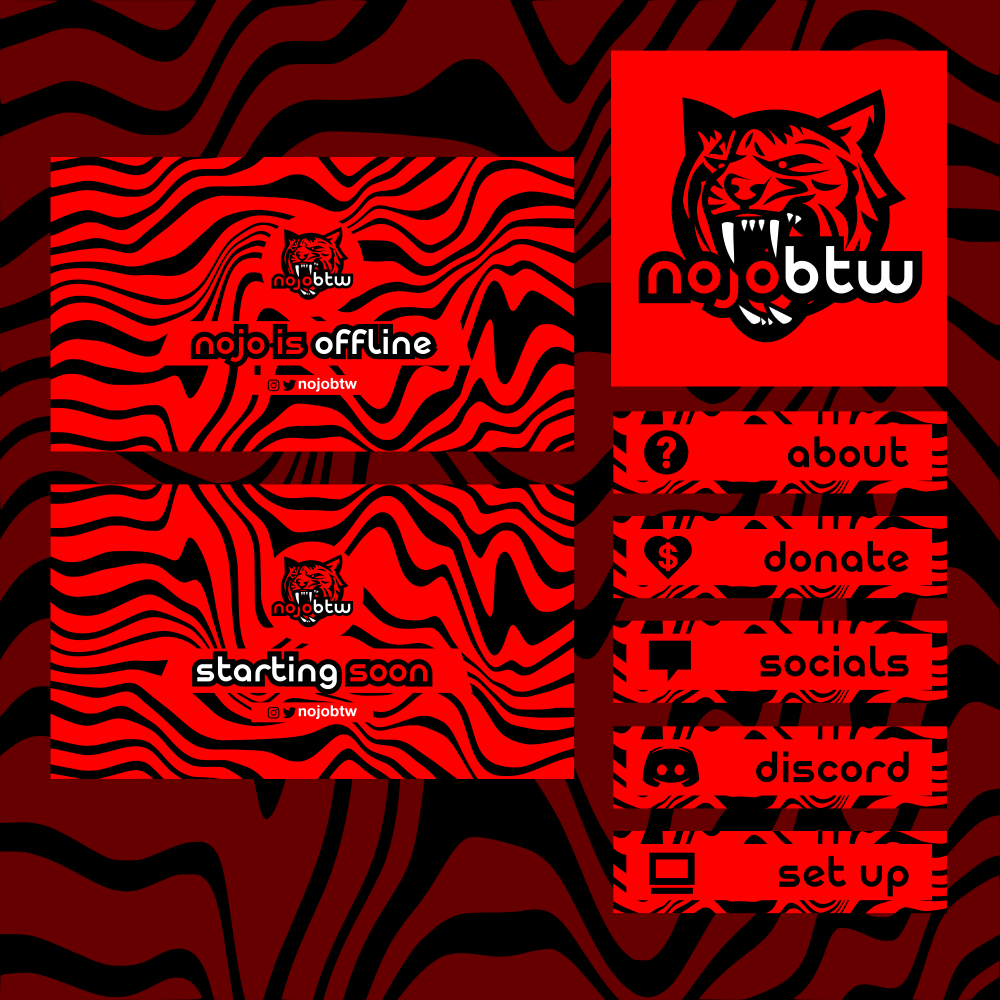 nojobtw
nojo is offline
nojobtw
nojobtw
starting soon
nojobtw
nojobtw
about
donate
socials
discord
set up